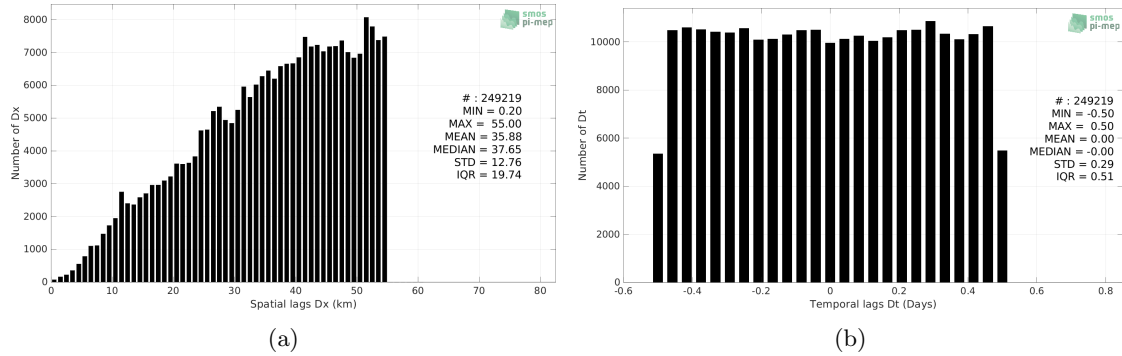 smos
pi-mep
8000
7000
6000
5000
4000
3000
2000
1000
0
Number of Dx
# : 249219
MIN = 0.20
MAX = 55.00
MEAN = 35.88
MEDIAN = 37.65
STD = 12.76
IQR = 19.74
0 10 20 30 40 50 60 70 80
Spatial lags Dx (km)
(a)
smos
pi-mep
10000
8000
6000
4000
2000
0
Number of Dt
# : 249219
MIN = -0.50
MAX = 0.50
MEAN = 0.00
MEDIAN = -0.00
STD = 0.29
IQR = 0.51
-0.6 -0.4 -0.2 0.0 0.2 0.4 0.6 0.8
Temporal lags Dt (Days)
(b)